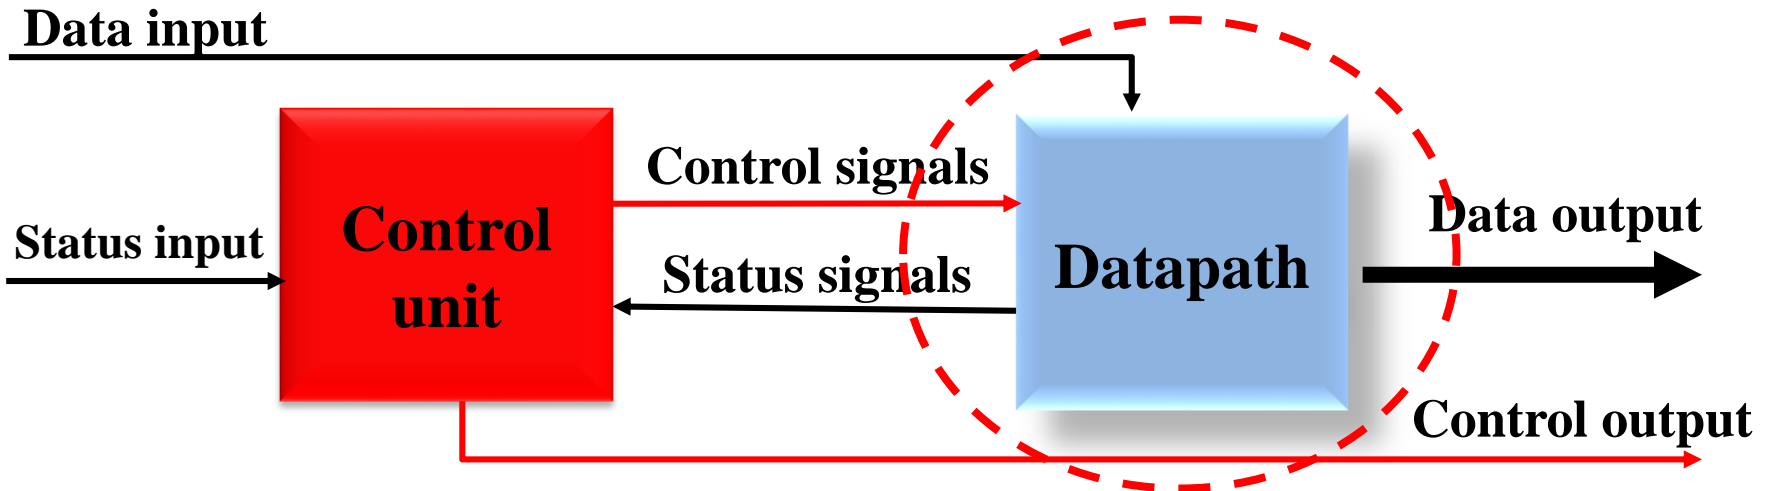 Data input
Control signals
Status input
Control
unit
Status signals
Datapath
Data output
Control output